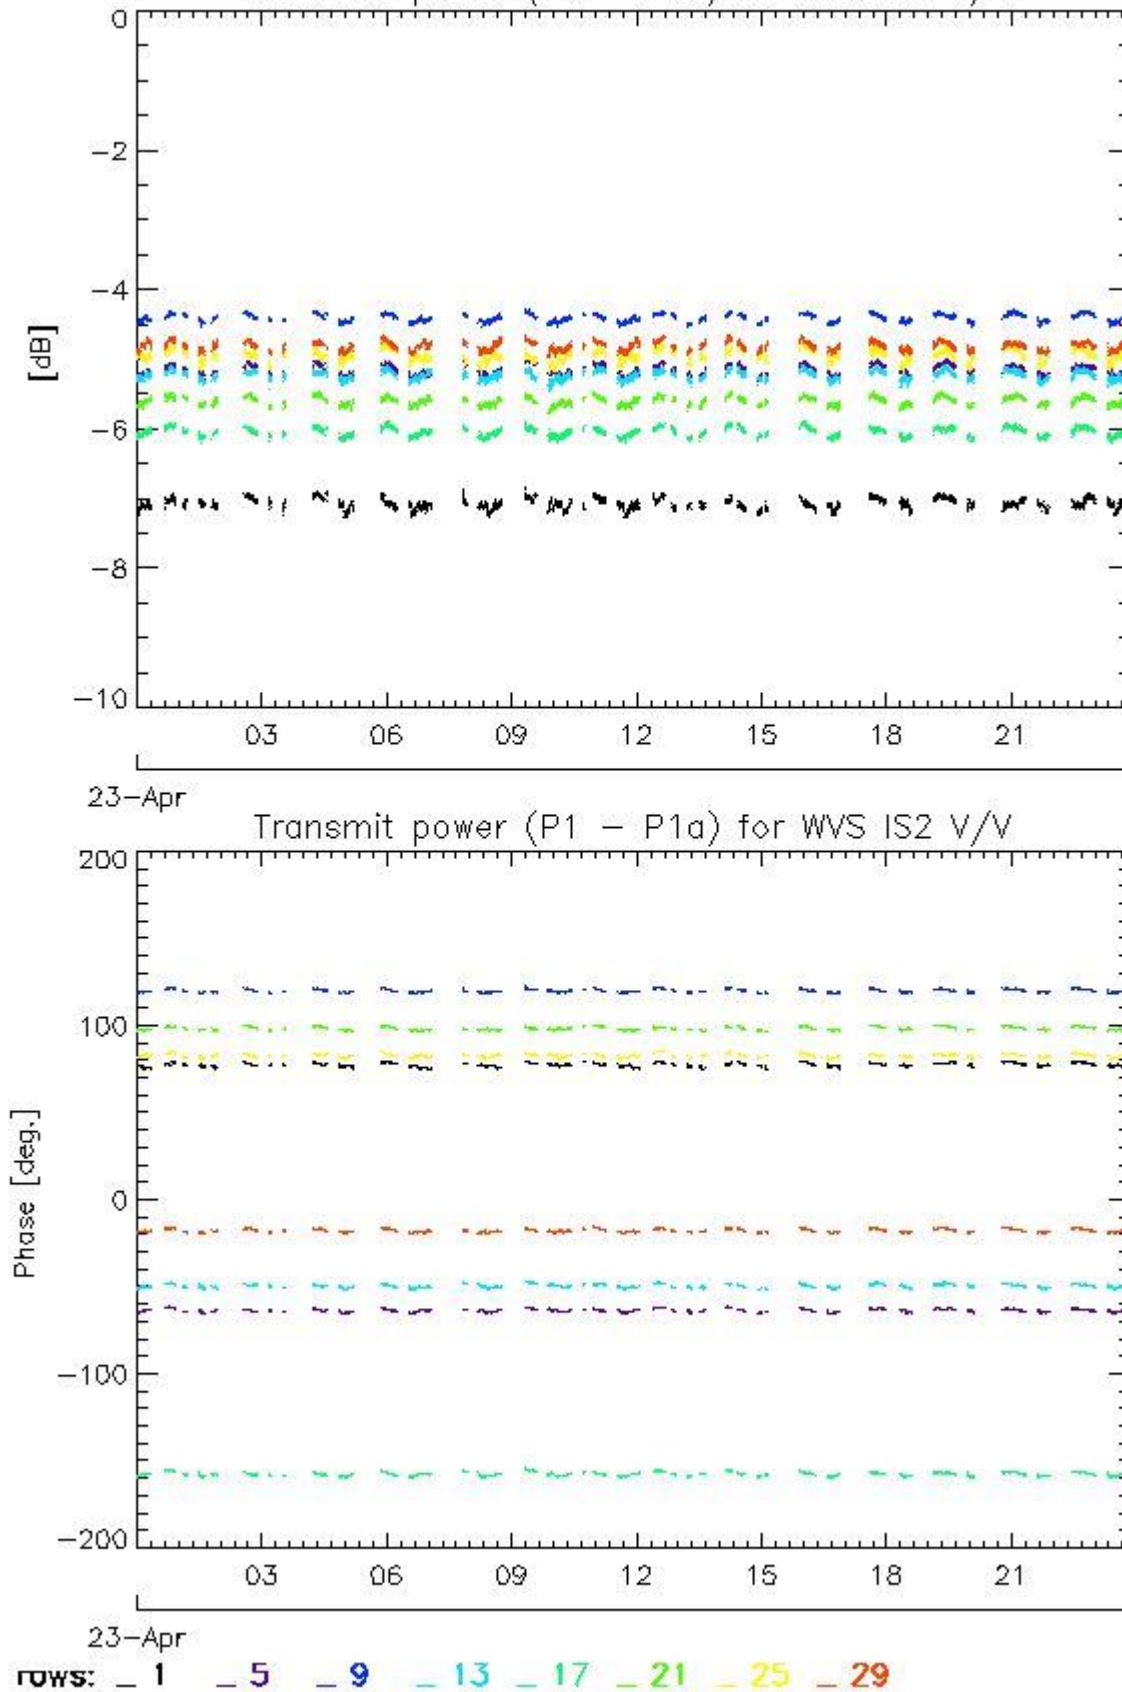 0
-2
-4
[dB]
-6
-8
-10
03 06 09 12 15 18 21
23-Apr
Transmit power (P1 - P1a) for WVS IS2 V/V
200
100
Phase [deg.]
0
-100
-200
03 06 09 12 15 18 21
23-Apr
rows: _ 1 _ 5 _ 9 _ 13 _ 17 _ 21 _ 25 _ 29